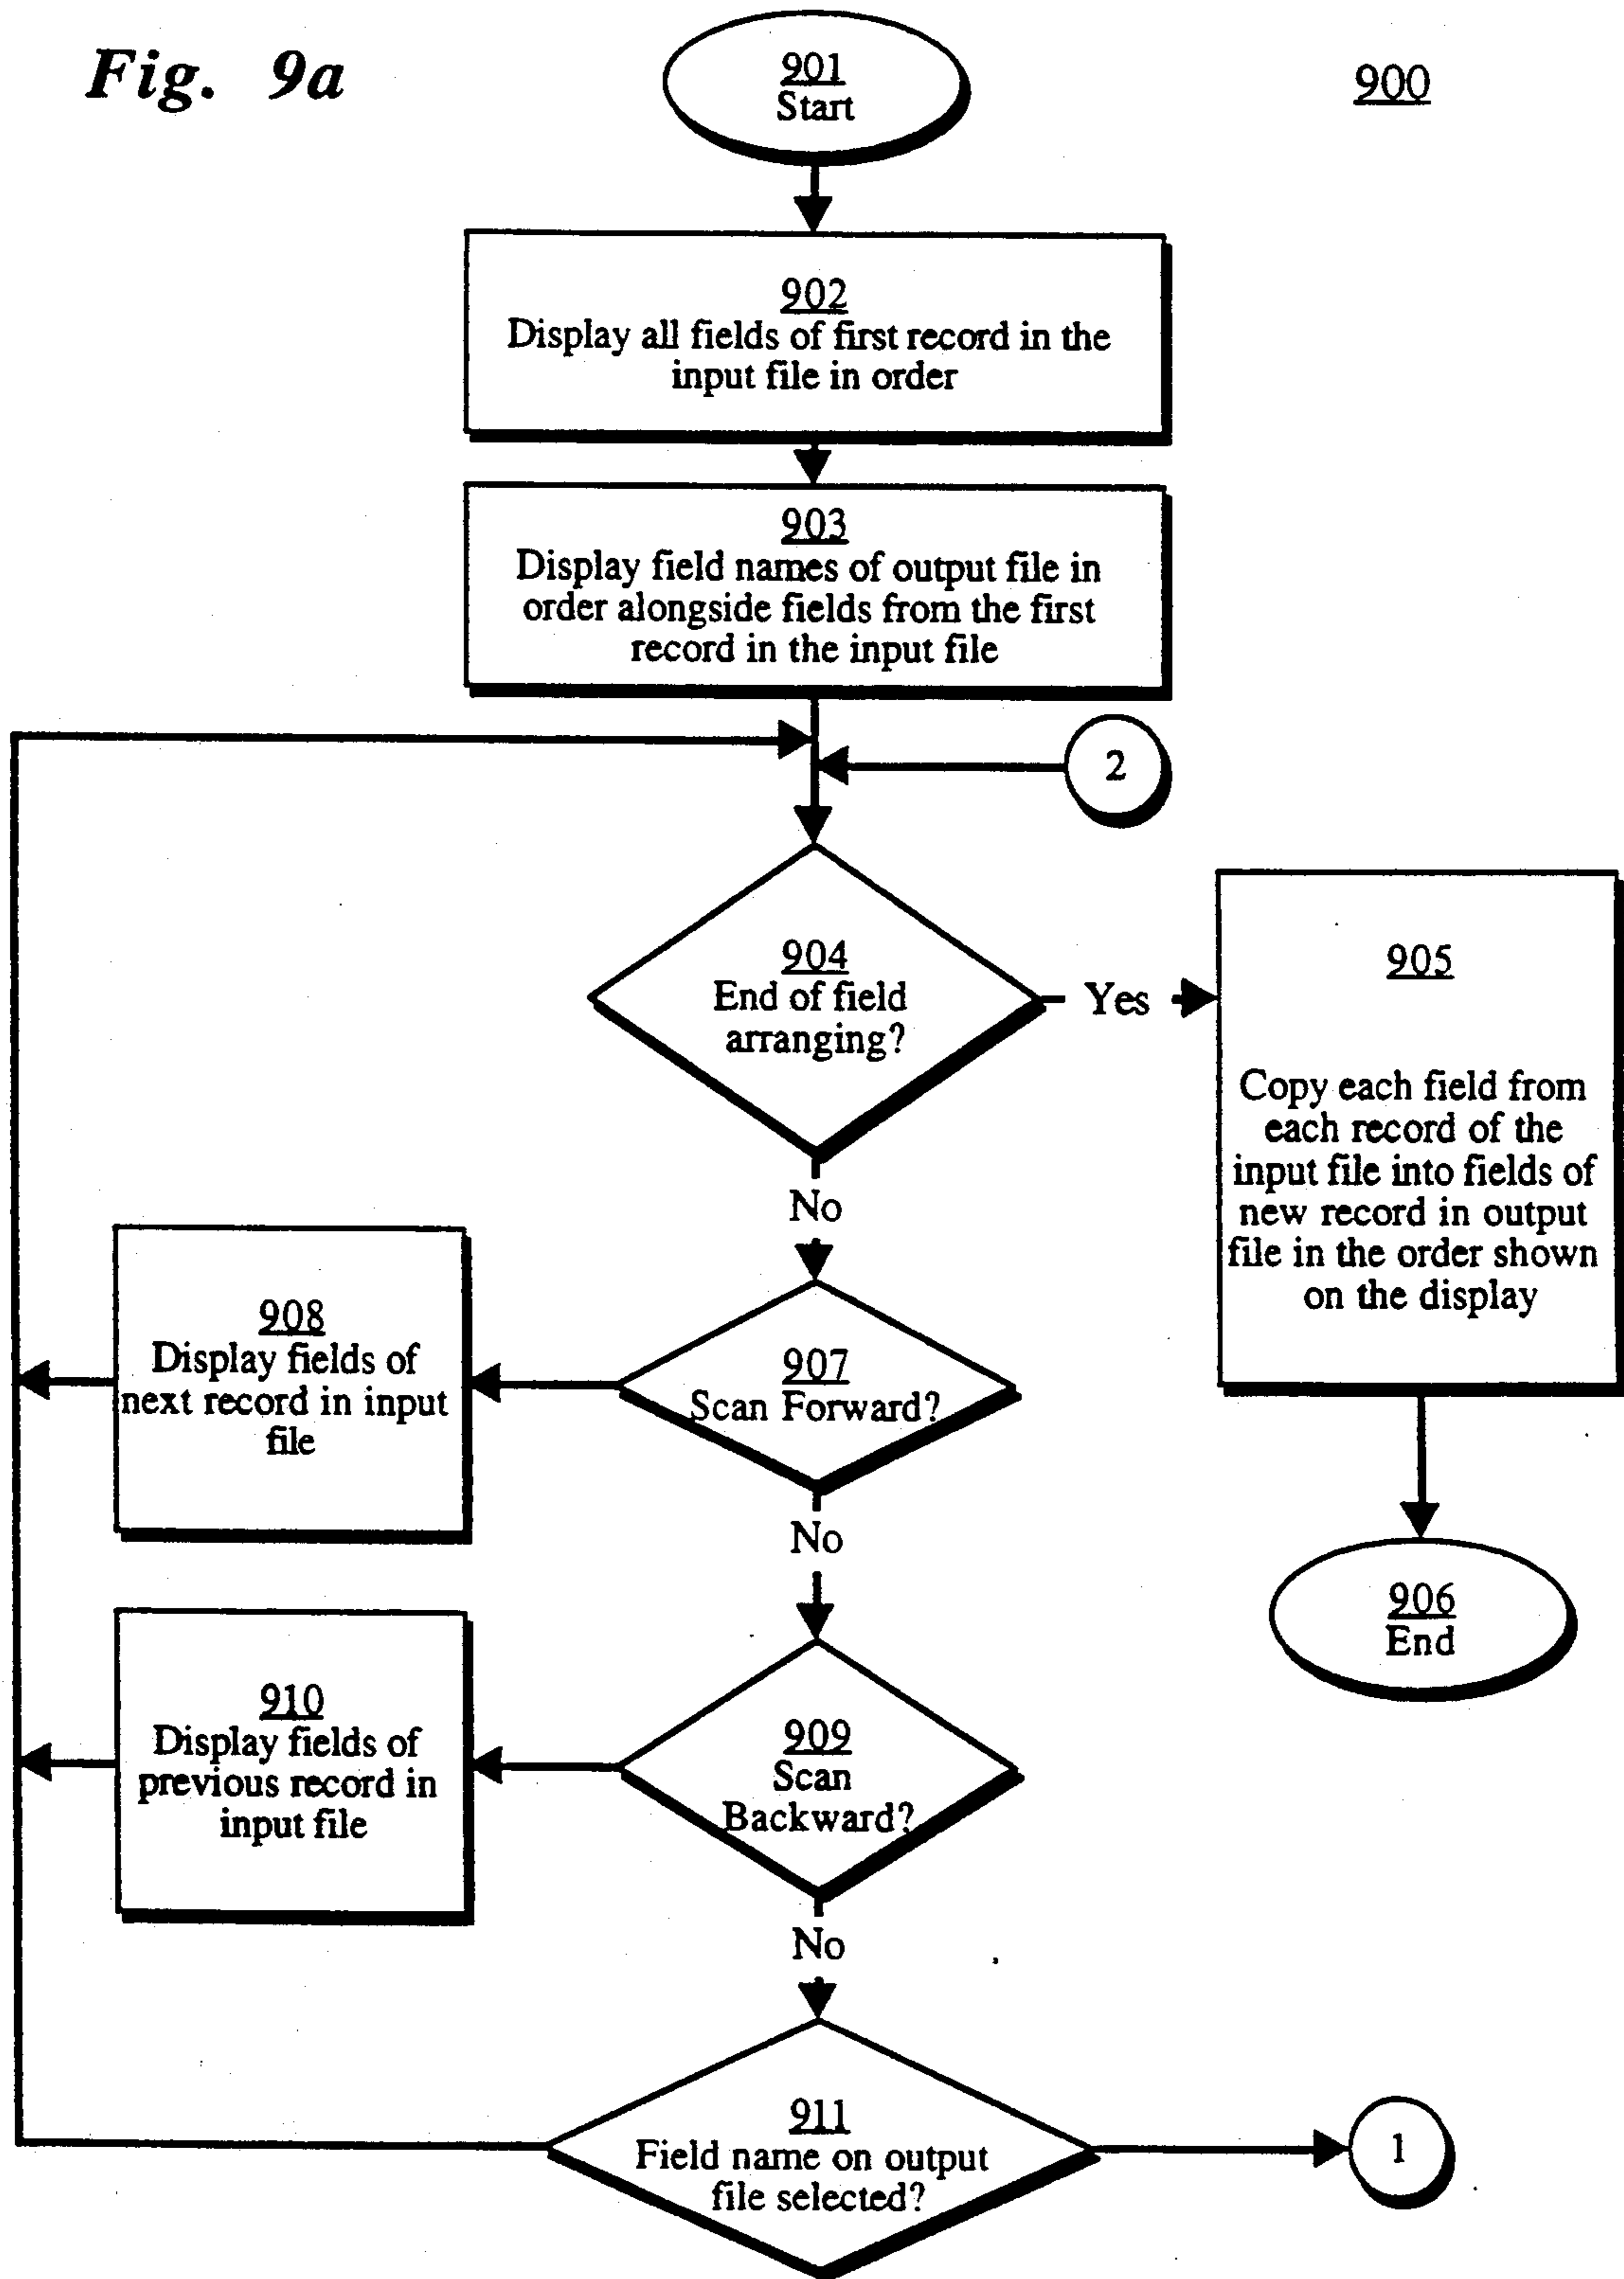 Fig. 9a
900
901
Start
902
Display all fields of first record in the
input file in order
903
Display field names of output file in
order alongside fields from the first
record in the input file
2
904
End of field
arranging?
Yes
905
Copy each field from
each record of the
input file into fields of
new record in output
file in the order shown
on the display
No
908
Display fields of
next record in input
file
907
Scan Forward?
906
End
No
910
Display fields of
previous record in
input file
909
Scan
Backward?
No
911
Field name on output
file selected?
1